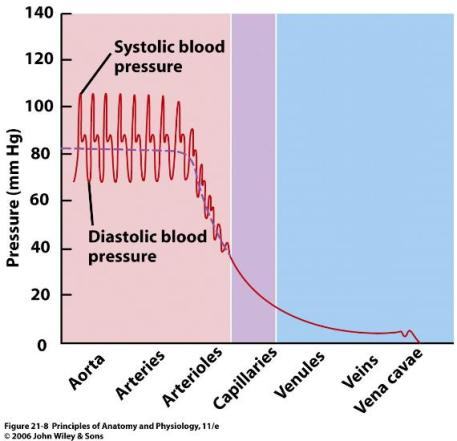 140
120
100
80
60
40
20
0
Pressure (mm Hg)
Systolic blood
pressure
Diastolic blood
pressure
Aorta
Arteries
Arterioles
Capillaries
Venules
Veins
Vena cavae
Figure 21-8 Principles of Anatomy and Physiology, 11/e
© 2006 John Wiley & Sons